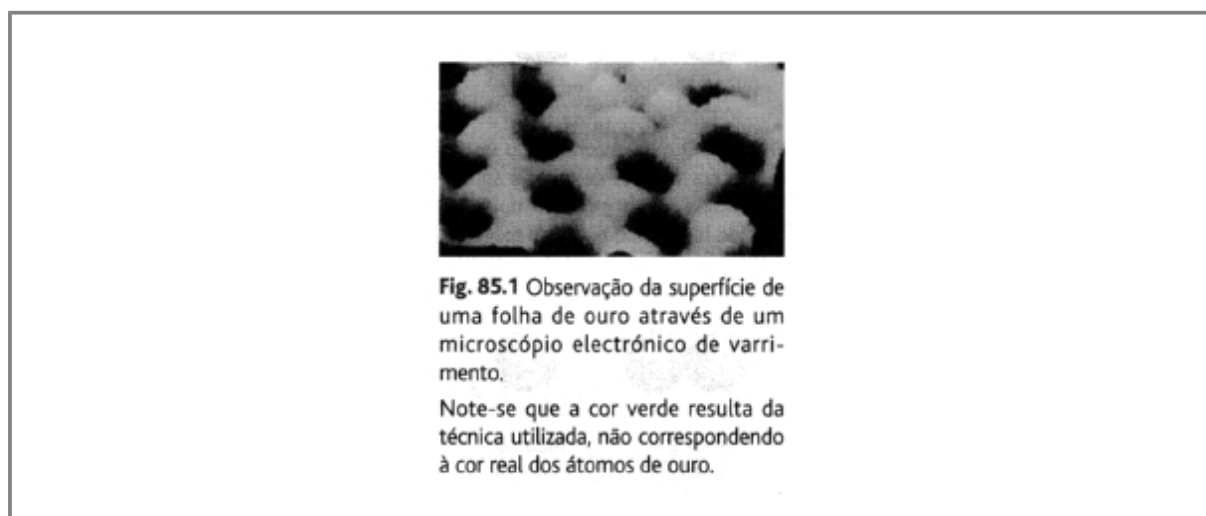 Fig. 85.1 Observação da superfície de
uma folha de ouro através de um
microscópio electrónico de varri-
mento.
Note-se que a cor verde resulta da
técnica utilizada, não correspondendo
à cor real dos átomos de ouro.